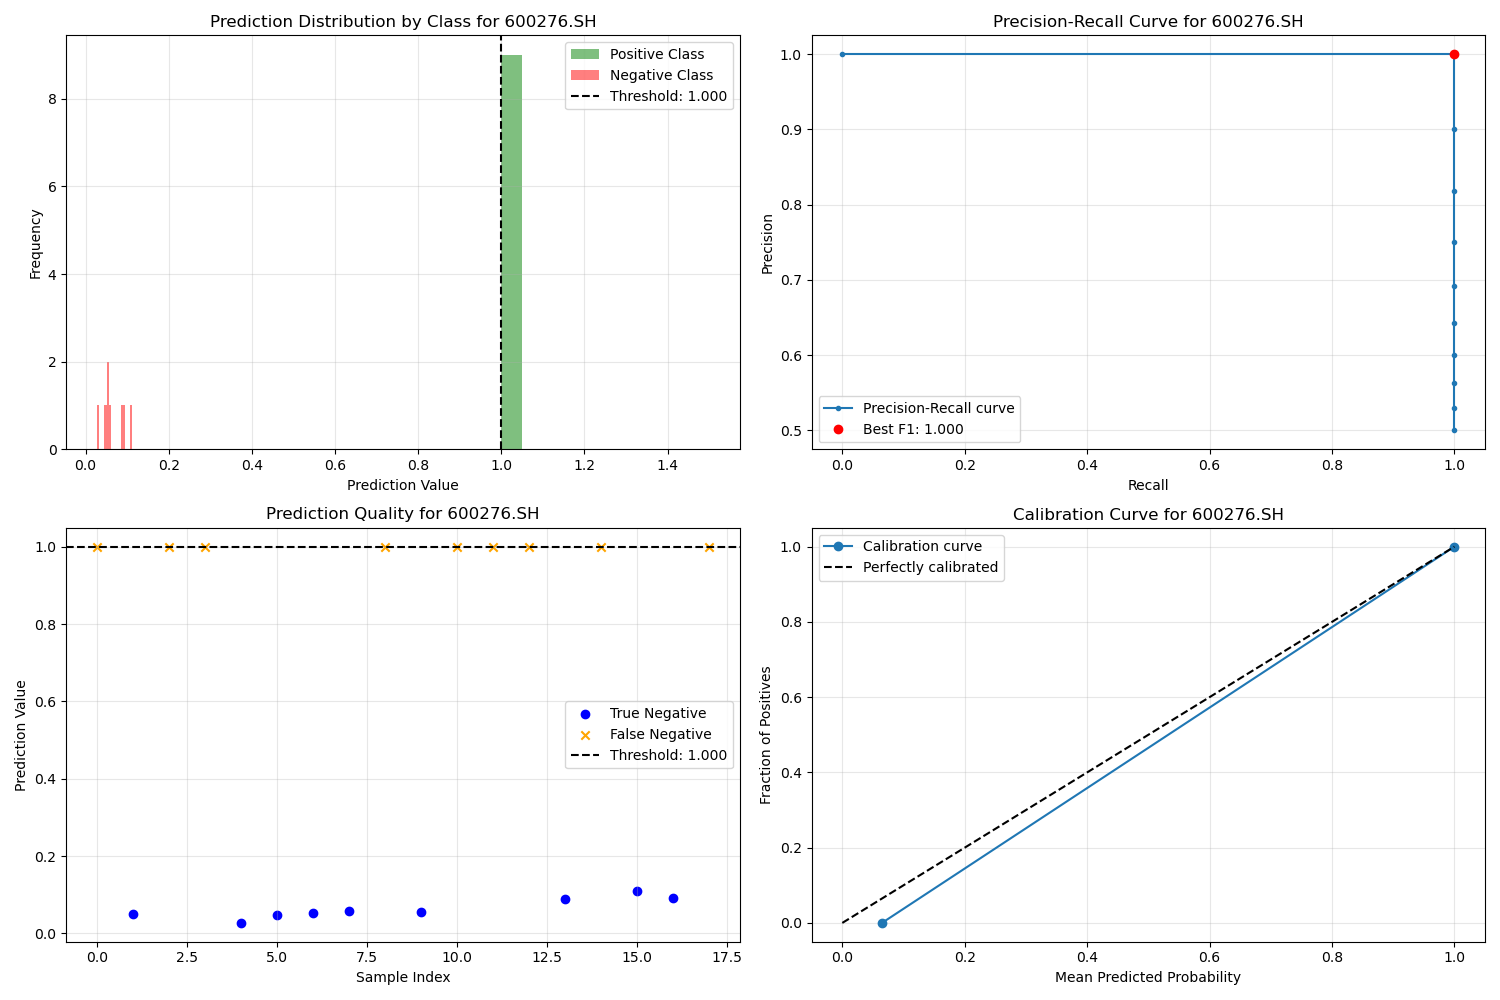 Prediction Distribution by Class for 600276.SH
Frequency
8
6
4
2
0
Positive Class
Negative Class
Threshold: 1.000
0.0 0.2 0.4 0.6 0.8 1.0 1.2 1.4
Prediction Value
Precision-Recall Curve for 600276.SH
Precision
1.0
0.9
0.8
0.7
0.6
0.5
Precision-Recall curve
Best F1: 1.000
0.0 0.2 0.4 0.6 0.8 1.0
Recall
Prediction Quality for 600276.SH
Prediction Value
1.0
0.8
0.6
0.4
0.2
0.0
True Negative
False Negative
Threshold: 1.000
0.0 2.5 5.0 7.5 10.0 12.5 15.0 17.5
Sample Index
Calibration Curve for 600276.SH
Fraction of Positives
1.0
0.8
0.6
0.4
0.2
0.0
Calibration curve
Perfectly calibrated
0.0 0.2 0.4 0.6 0.8 1.0
Mean Predicted Probability